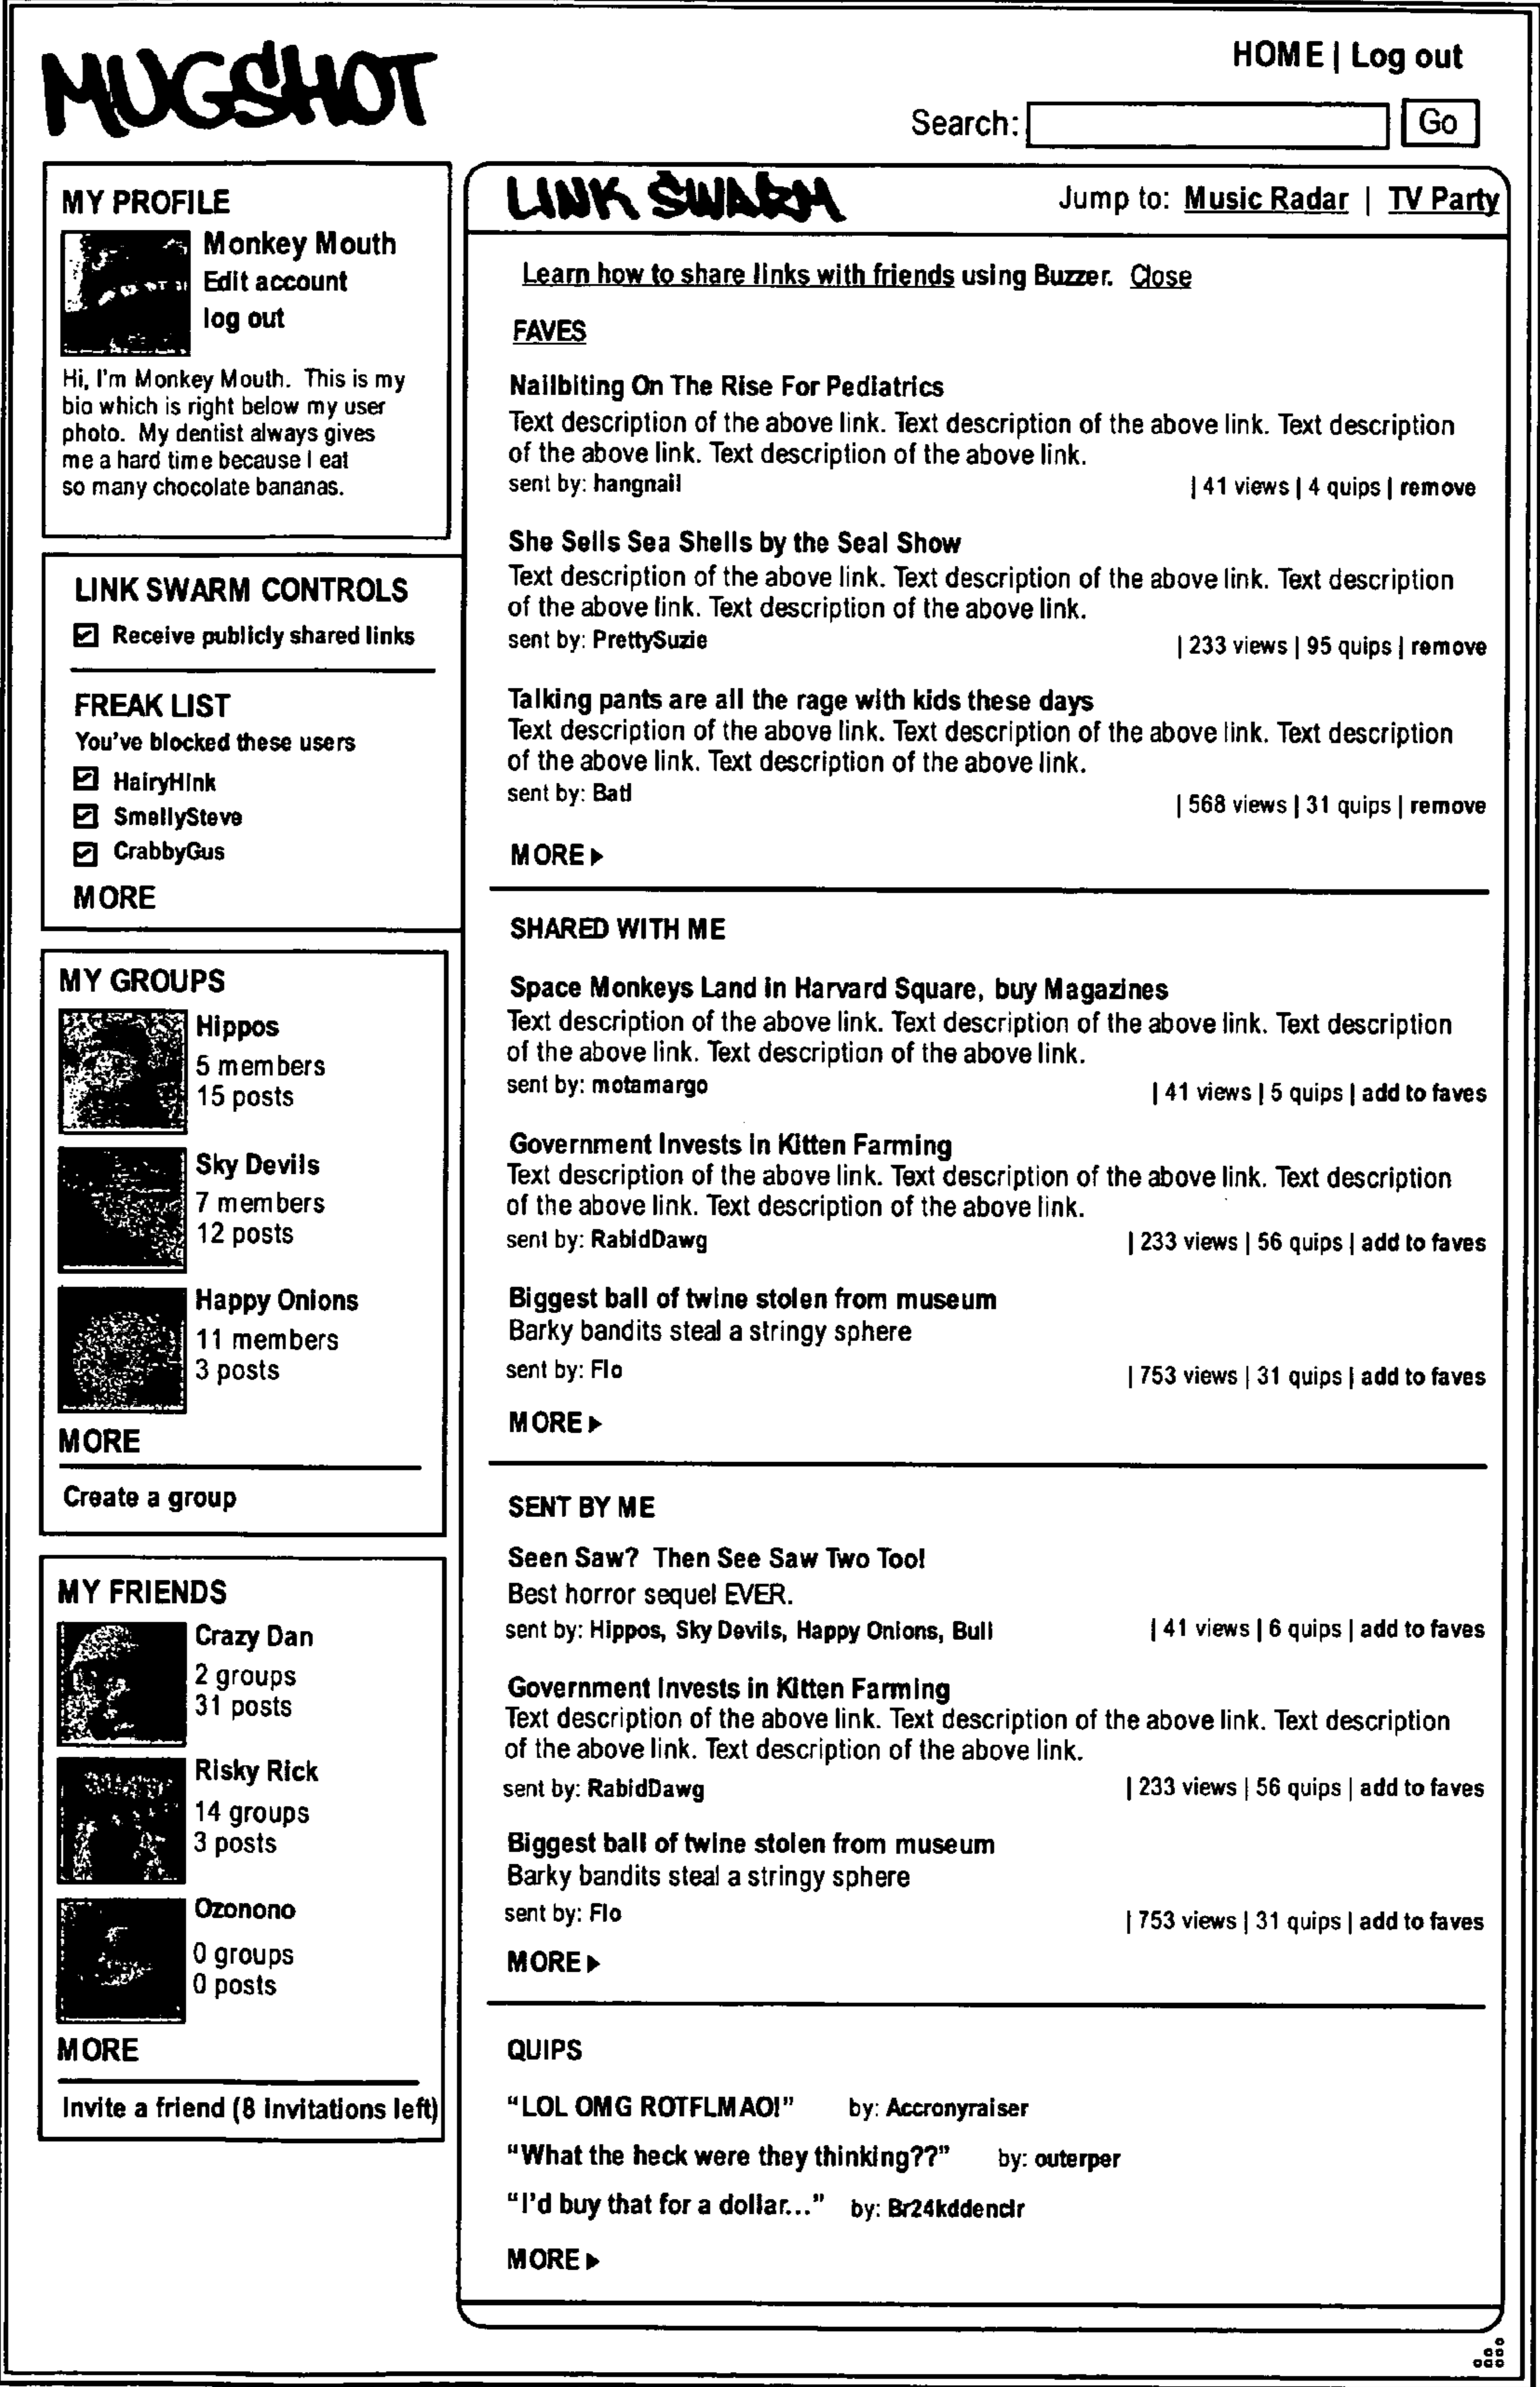 MUGSHOT
HOME | Log out
Search: Go
MY PROFILE
Monkey Mouth
Edit account
log out
Hi, I'm Monkey Mouth. This is my
bio which is right below my user
photo. My dentist always gives
me a hard time because I eat
so many chocolate bananas.
LINK SWARM CONTROLS
Receive publicly shared links
FREAK LIST
You've blocked these users
HairyHink
SmellySteve
CrabbyGus
MORE
MY GROUPS
Hippos
5 members
15 posts
Sky Devils
7 members
12 posts
Happy Onions
11 members
3 posts
MORE
Create a group
MY FRIENDS
Crazy Dan
2 groups
31 posts
Risky Rick
14 groups
3 posts
Ozonono
0 groups
0 posts
MORE
Invite a friend (8 invitations left)
LINK SWARM
Jump to: Music Radar | TV Party
Learn how to share links with friends using Buzzer. Close
FAVES
Nailbiting On The Rise For Pediatrics
Text description of the above link. Text description of the above link. Text description
of the above link. Text description of the above link.
sent by: hangnail | 41 views | 4 quips | remove
She Sells Sea Shells by the Seal Show
Text description of the above link. Text description of the above link. Text description
of the above link. Text description of the above link.
sent by: PrettySuzie | 233 views | 95 quips | remove
Talking pants are all the rage with kids these days
Text description of the above link. Text description of the above link. Text description
of the above link. Text description of the above link.
sent by: Batl | 568 views | 31 quips | remove
MORE
SHARED WITH ME
Space Monkeys Land in Harvard Square, buy Magazines
Text description of the above link. Text description of the above link. Text description
of the above link. Text description of the above link.
sent by: motamargo | 41 views | 5 quips | add to faves
Government Invests in Kitten Farming
Text description of the above link. Text description of the above link. Text description
of the above link. Text description of the above link.
sent by: RabidDawg | 233 views | 56 quips | add to faves
Biggest ball of twine stolen from museum
Barky bandits steal a stringy sphere
sent by: Flo | 753 views | 31 quips | add to faves
MORE
SENT BY ME
Seen Saw? Then See Saw Two Too!
Best horror sequel EVER.
sent by: Hippos, Sky Devils, Happy Onions, Bull | 41 views | 6 quips | add to faves
Government Invests in Kitten Farming
Text description of the above link. Text description of the above link. Text description
of the above link. Text description of the above link.
sent by: RabidDawg | 233 views | 56 quips | add to faves
Biggest ball of twine stolen from museum
Barky bandits steal a stringy sphere
sent by: Flo | 753 views | 31 quips | add to faves
MORE
QUIPS
“LOL OMG ROTFLMAO!” by: Accronyraiser
“What the heck were they thinking??” by: outerper
“I'd buy that for a dollar...” by: Br24kddenclr
MORE